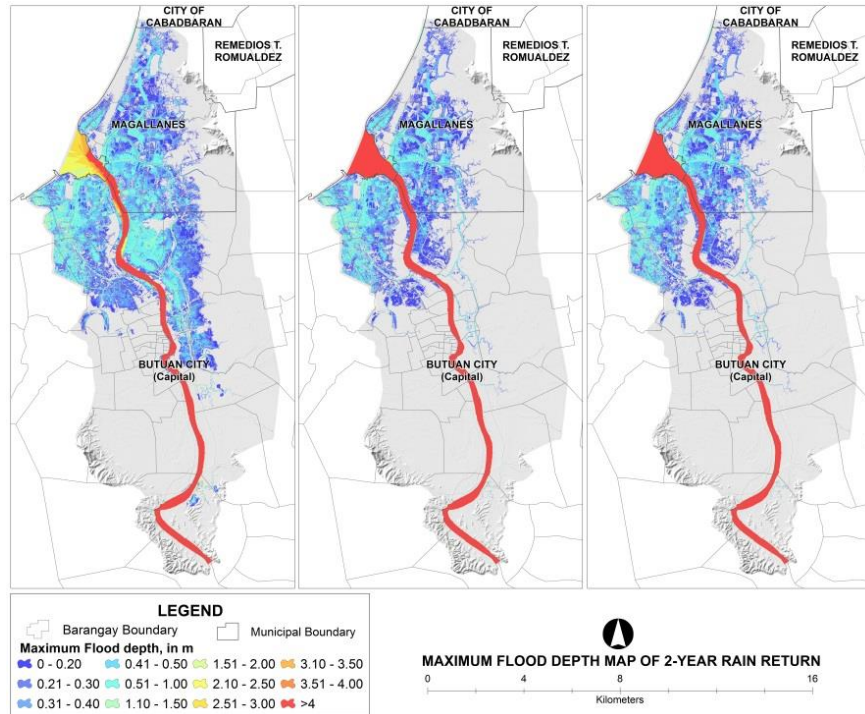 CITY OF
CABADBARAN
REMEDIOS T.
ROMUALDEZ
MAGALLANES
BUTUAN CITY
(Capital)
CITY OF
CABADBARAN
REMEDIOS T.
ROMUALDEZ
MAGALLANES
BUTUAN CITY
(Capital)
CITY OF
CABADBARAN
REMEDIOS T.
ROMUALDEZ
MAGALLANES
BUTUAN CITY
(Capital)
LEGEND
Barangay Boundary Municipal Boundary
Maximum Flood depth, in m
0 - 0.20 0.41 - 0.50 1.51 - 2.00 3.10 - 3.50
0.21 - 0.30 0.51 - 1.00 2.10 - 2.50 3.51 - 4.00
0.31 - 0.40 1.10 - 1.50 2.51 - 3.00 >4
MAXIMUM FLOOD DEPTH MAP OF 2-YEAR RAIN RETURN
0 4 8 16
Kilometers